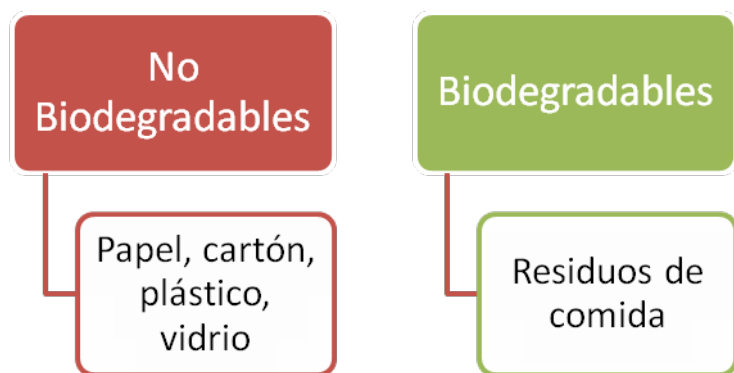 No
Biodegradables
Papel, cartón,
plástico,
vidrio
Biodegradables
Residuos de
comida